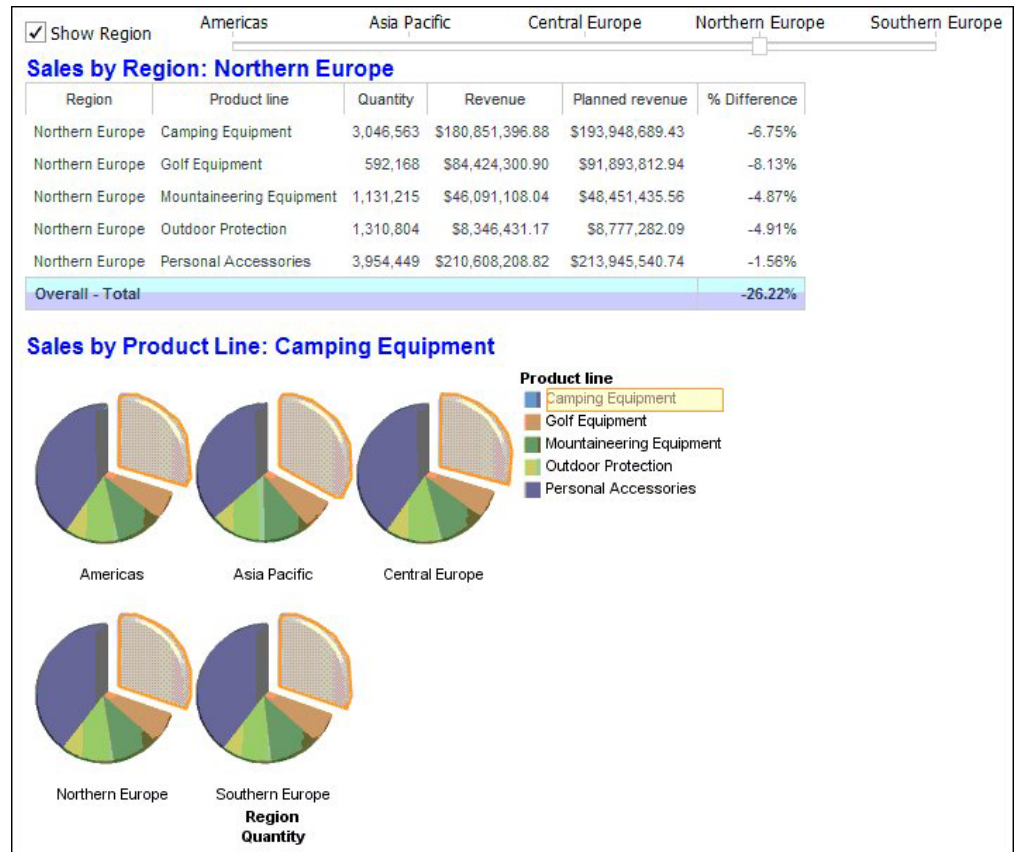 Show Region Americas Asia Pacific Central Europe Northern Europe Southern Europe
Sales by Region: Northern Europe
Region Product line Quantity Revenue Planned revenue % Difference
Northern Europe Camping Equipment 3,046,563 $180,851,396.88 $193,948,689.43 -6.75%
Northern Europe Golf Equipment 592,168 $84,424,300.90 $91,893,812.94 -8.13%
Northern Europe Mountaineering Equipment 1,131,215 $46,091,108.04 $48,451,435.56 -4.87%
Northern Europe Outdoor Protection 1,310,804 $8,346,431.17 $8,777,282.09 -4.91%
Northern Europe Personal Accessories 3,954,449 $210,608,208.82 $213,945,540.74 -1.56%
Overall - Total -26.22%
Sales by Product Line: Camping Equipment
Product line
Camping Equipment
Golf Equipment
Mountaineering Equipment
Outdoor Protection
Personal Accessories
Americas Asia Pacific Central Europe
Northern Europe Southern Europe
Region
Quantity